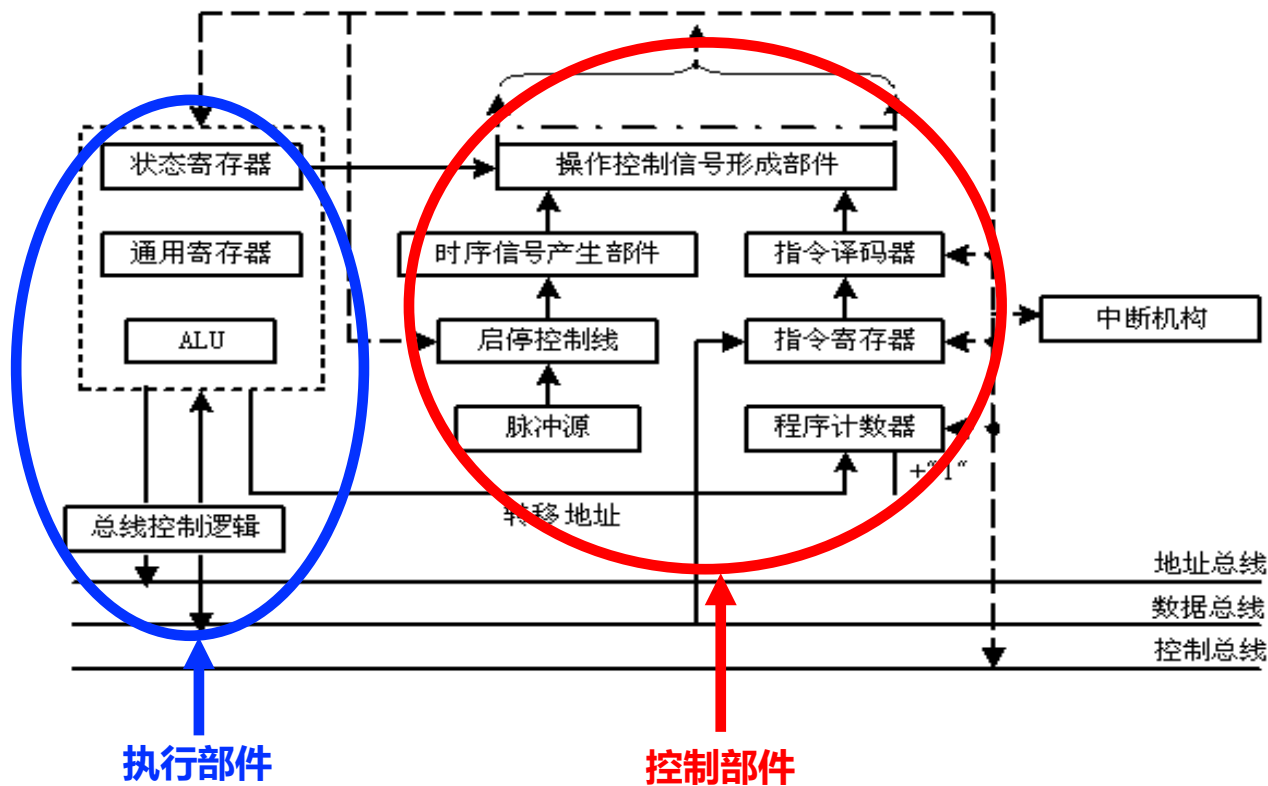 状态寄存器
操作控制信号形成部件
通用寄存器
时序信号产生部件
指令译码器
ALU
启停控制线
指令寄存器
中断机构
脉冲源
程序计数器
+"1"
转移地址
总线控制逻辑
地址总线
数据总线
控制总线
执行部件
控制部件